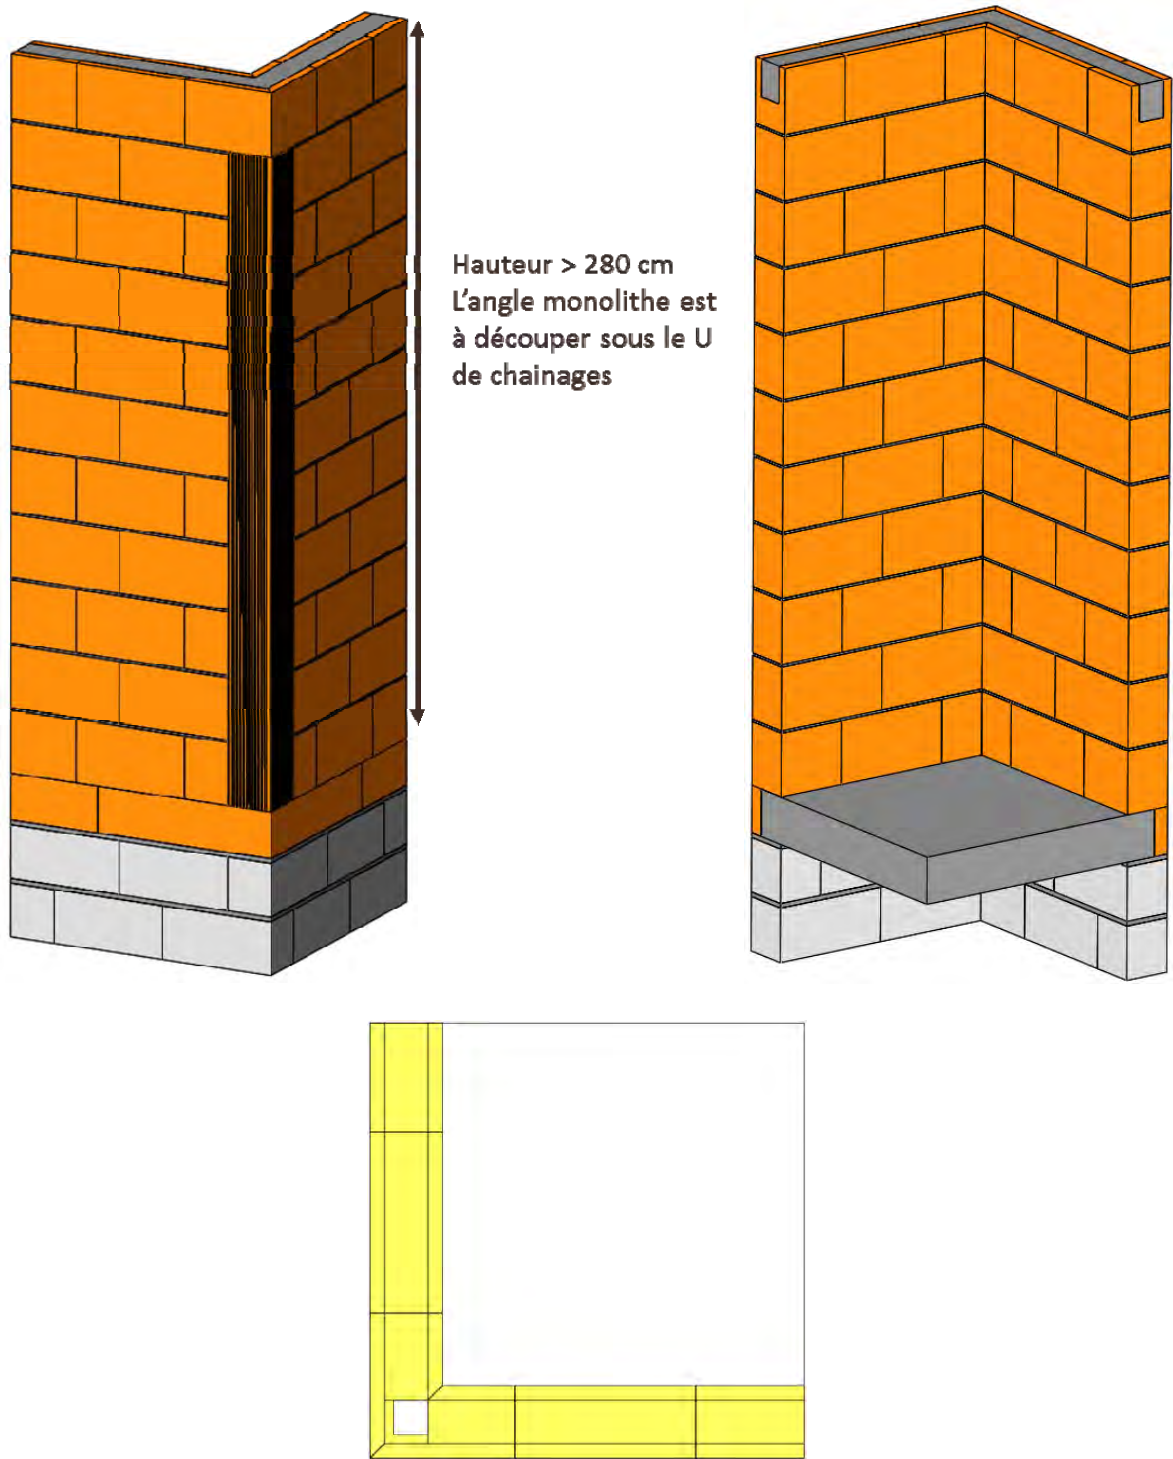 Hauteur > 280 cm
L'angle monolithe est
à découper sous le U
de chainages